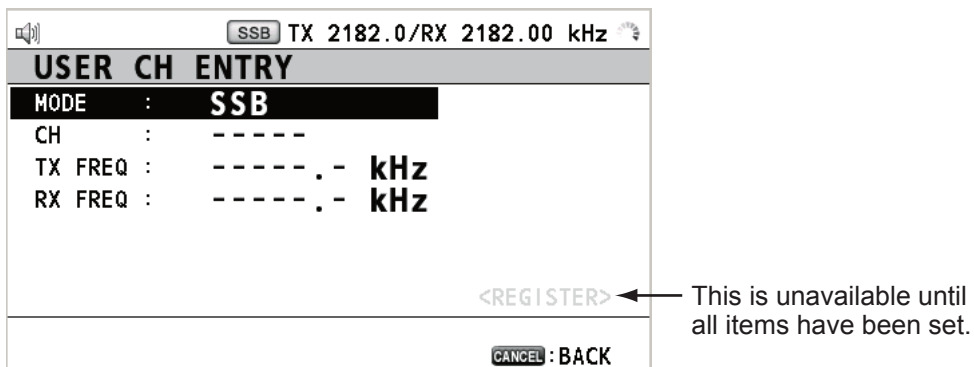 SSB TX 2182.0/RX 2182.00 kHz
USER CH ENTRY
MODE : SSB
CH : -----
TX FREQ : -----.- kHz
RX FREQ : -----.- kHz
<REGISTER>
This is unavailable until
all items have been set.
CANCEL : BACK